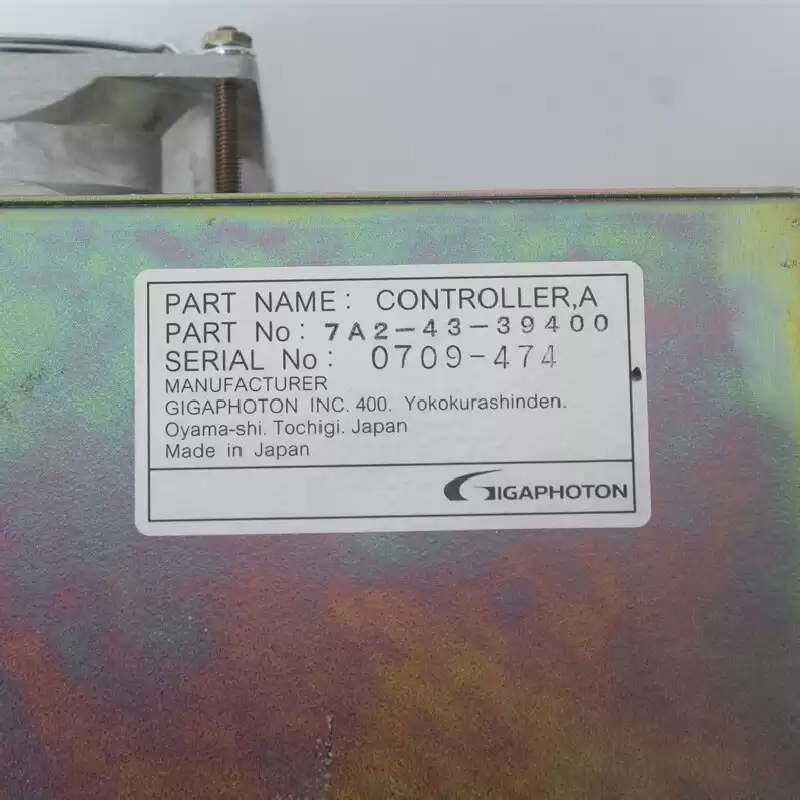 PART NAME: CONTROLLER,A
PART No: 7A2-43-39400
SERIAL No: 0709-474
MANUFACTURER
GIGAPHOTON INC. 400. Yokokurashinden.
Oyama-shi. Tochigi. Japan
Made in Japan
GIGAPHOTON